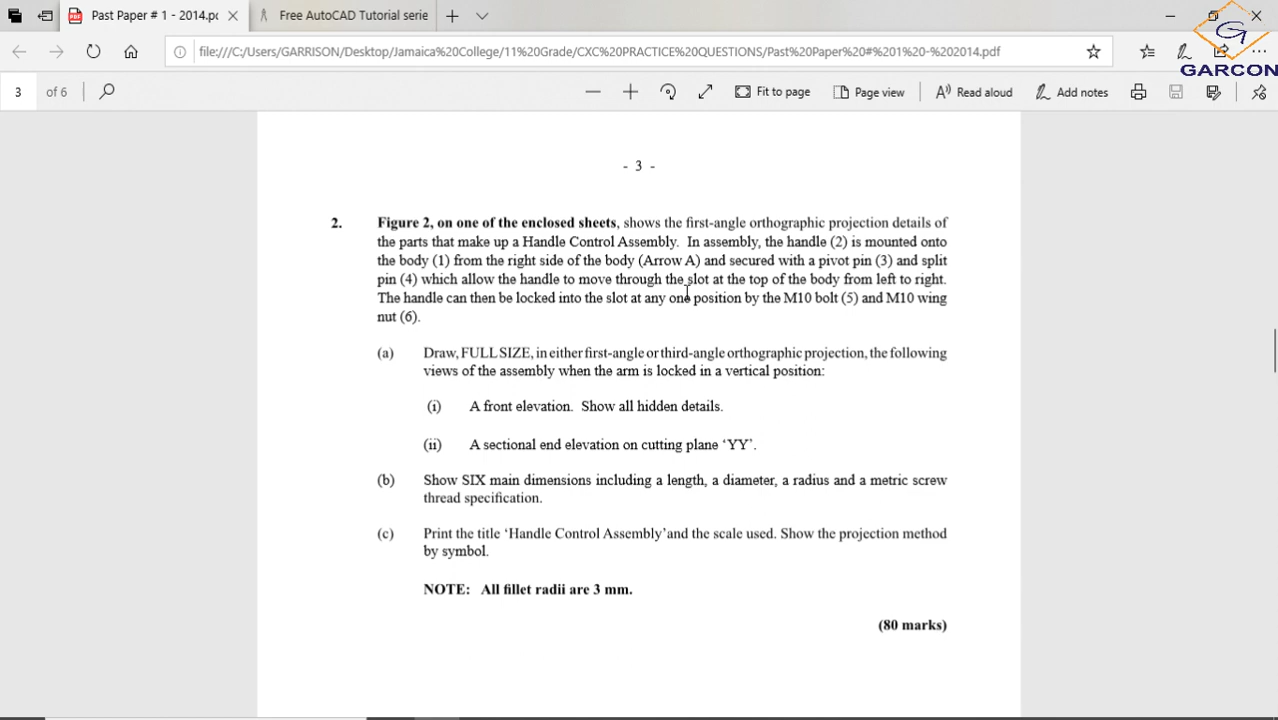 Past Paper # 1 - 2014.pd
Free AutoCAD Tutorial serie
file:///C:/Users/GARRISON/Desktop/Jamaica%20College/11%20Grade/CXC%20PRACTICE%20QUESTIONS/Past%20Paper%20#%201%20-%202014.pdf
GARCON
3 of 6
Fit to page
Page view
Read aloud
Add notes
- 3 -
2. Figure 2, on one of the enclosed sheets, shows the first-angle orthographic projection details of
the parts that make up a Handle Control Assembly. In assembly, the handle (2) is mounted onto
the body (1) from the right side of the body (Arrow A) and secured with a pivot pin (3) and split
pin (4) which allow the handle to move through the slot at the top of the body from left to right.
The handle can then be locked into the slot at any one position by the M10 bolt (5) and M10 wing
nut (6).
(a) Draw, FULL SIZE, in either first-angle or third-angle orthographic projection, the following
views of the assembly when the arm is locked in a vertical position:
(i) A front elevation. Show all hidden details.
(ii) A sectional end elevation on cutting plane ‘YY’.
(b) Show SIX main dimensions including a length, a diameter, a radius and a metric screw
thread specification.
(c) Print the title ‘Handle Control Assembly’and the scale used. Show the projection method
by symbol.
NOTE: All fillet radii are 3 mm.
(80 marks)